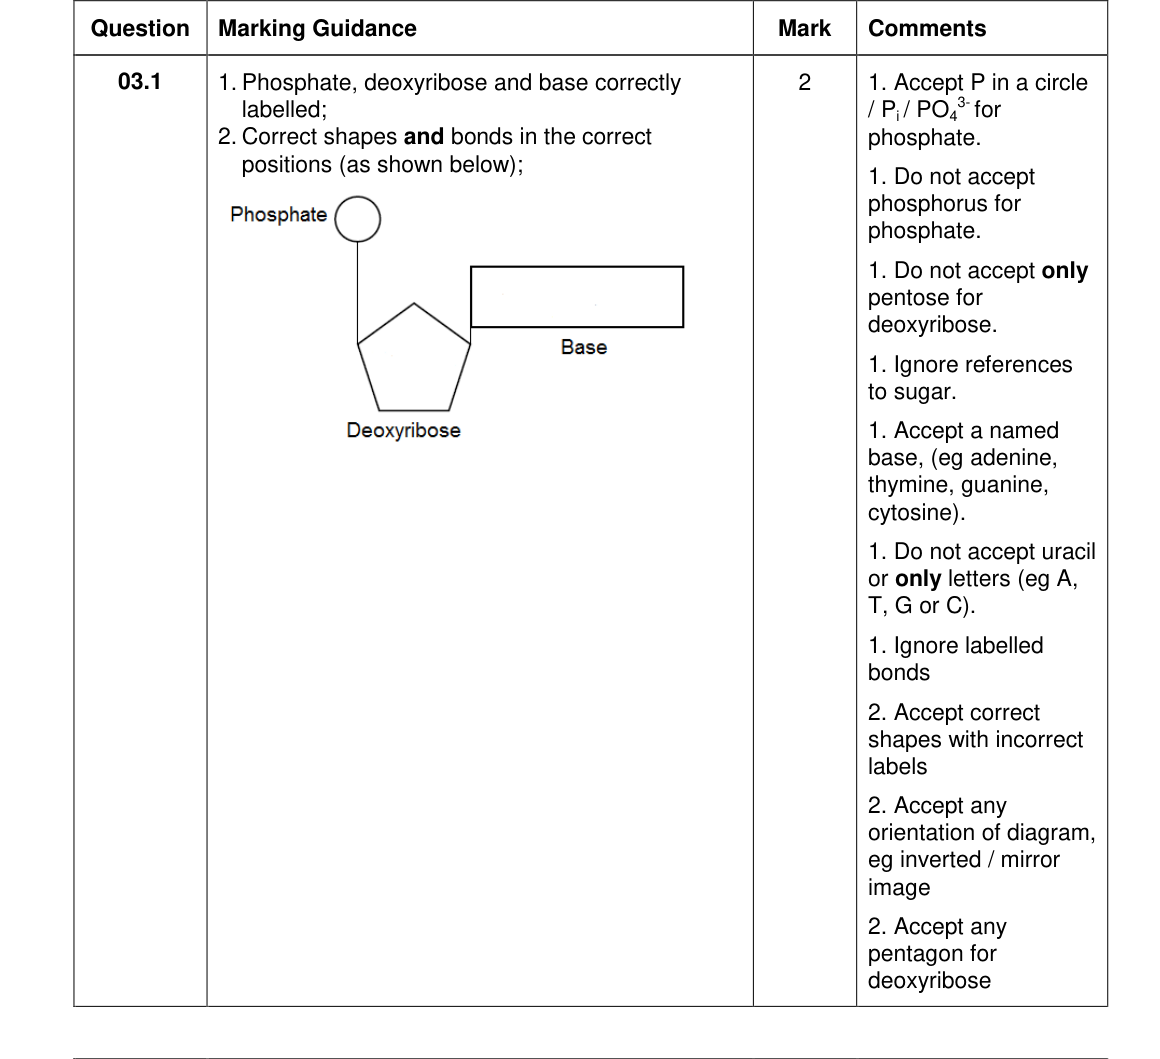 Question Marking Guidance Mark Comments
03.1
1. Phosphate, deoxyribose and base correctly
labelled;
2. Correct shapes and bonds in the correct
positions (as shown below);
Phosphate
Base
Deoxyribose
2
1. Accept P in a circle
/ Pi / PO4 3- for
phosphate.
1. Do not accept
phosphorus for
phosphate.
1. Do not accept only
pentose for
deoxyribose.
1. Ignore references
to sugar.
1. Accept a named
base, (eg adenine,
thymine, guanine,
cytosine).
1. Do not accept uracil
or only letters (eg A,
T, G or C).
1. Ignore labelled
bonds
2. Accept correct
shapes with incorrect
labels
2. Accept any
orientation of diagram,
eg inverted / mirror
image
2. Accept any
pentagon for
deoxyribose